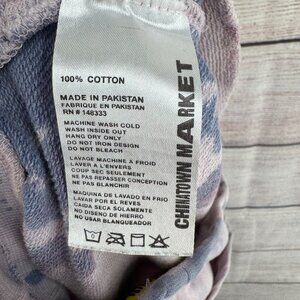 100% COTTON
MADE IN PAKISTAN
FABRIQUE EN PAKISTAN
RN # 148333
MACHINE WASH COLD
WASH INSIDE OUT
HANG DRY ONLY
DO NOT IRON DESIGN
DO NOT BLEACH
LAVAGE MACHINE A FROID
LAVER A L'ENVERS
COUP SEC SEULEMENT
NE PAS REPASSER CONCEPTION
NE PAS BLANCHIR
MAQUINA DE LAVADO EN FRIO
LAVAR POR EL REVES
CAIDA SECA SOLAMENTE
NO DISENO DE HIERRO
NO USAR BLANQUEADOR
CHINATOWN MARKET